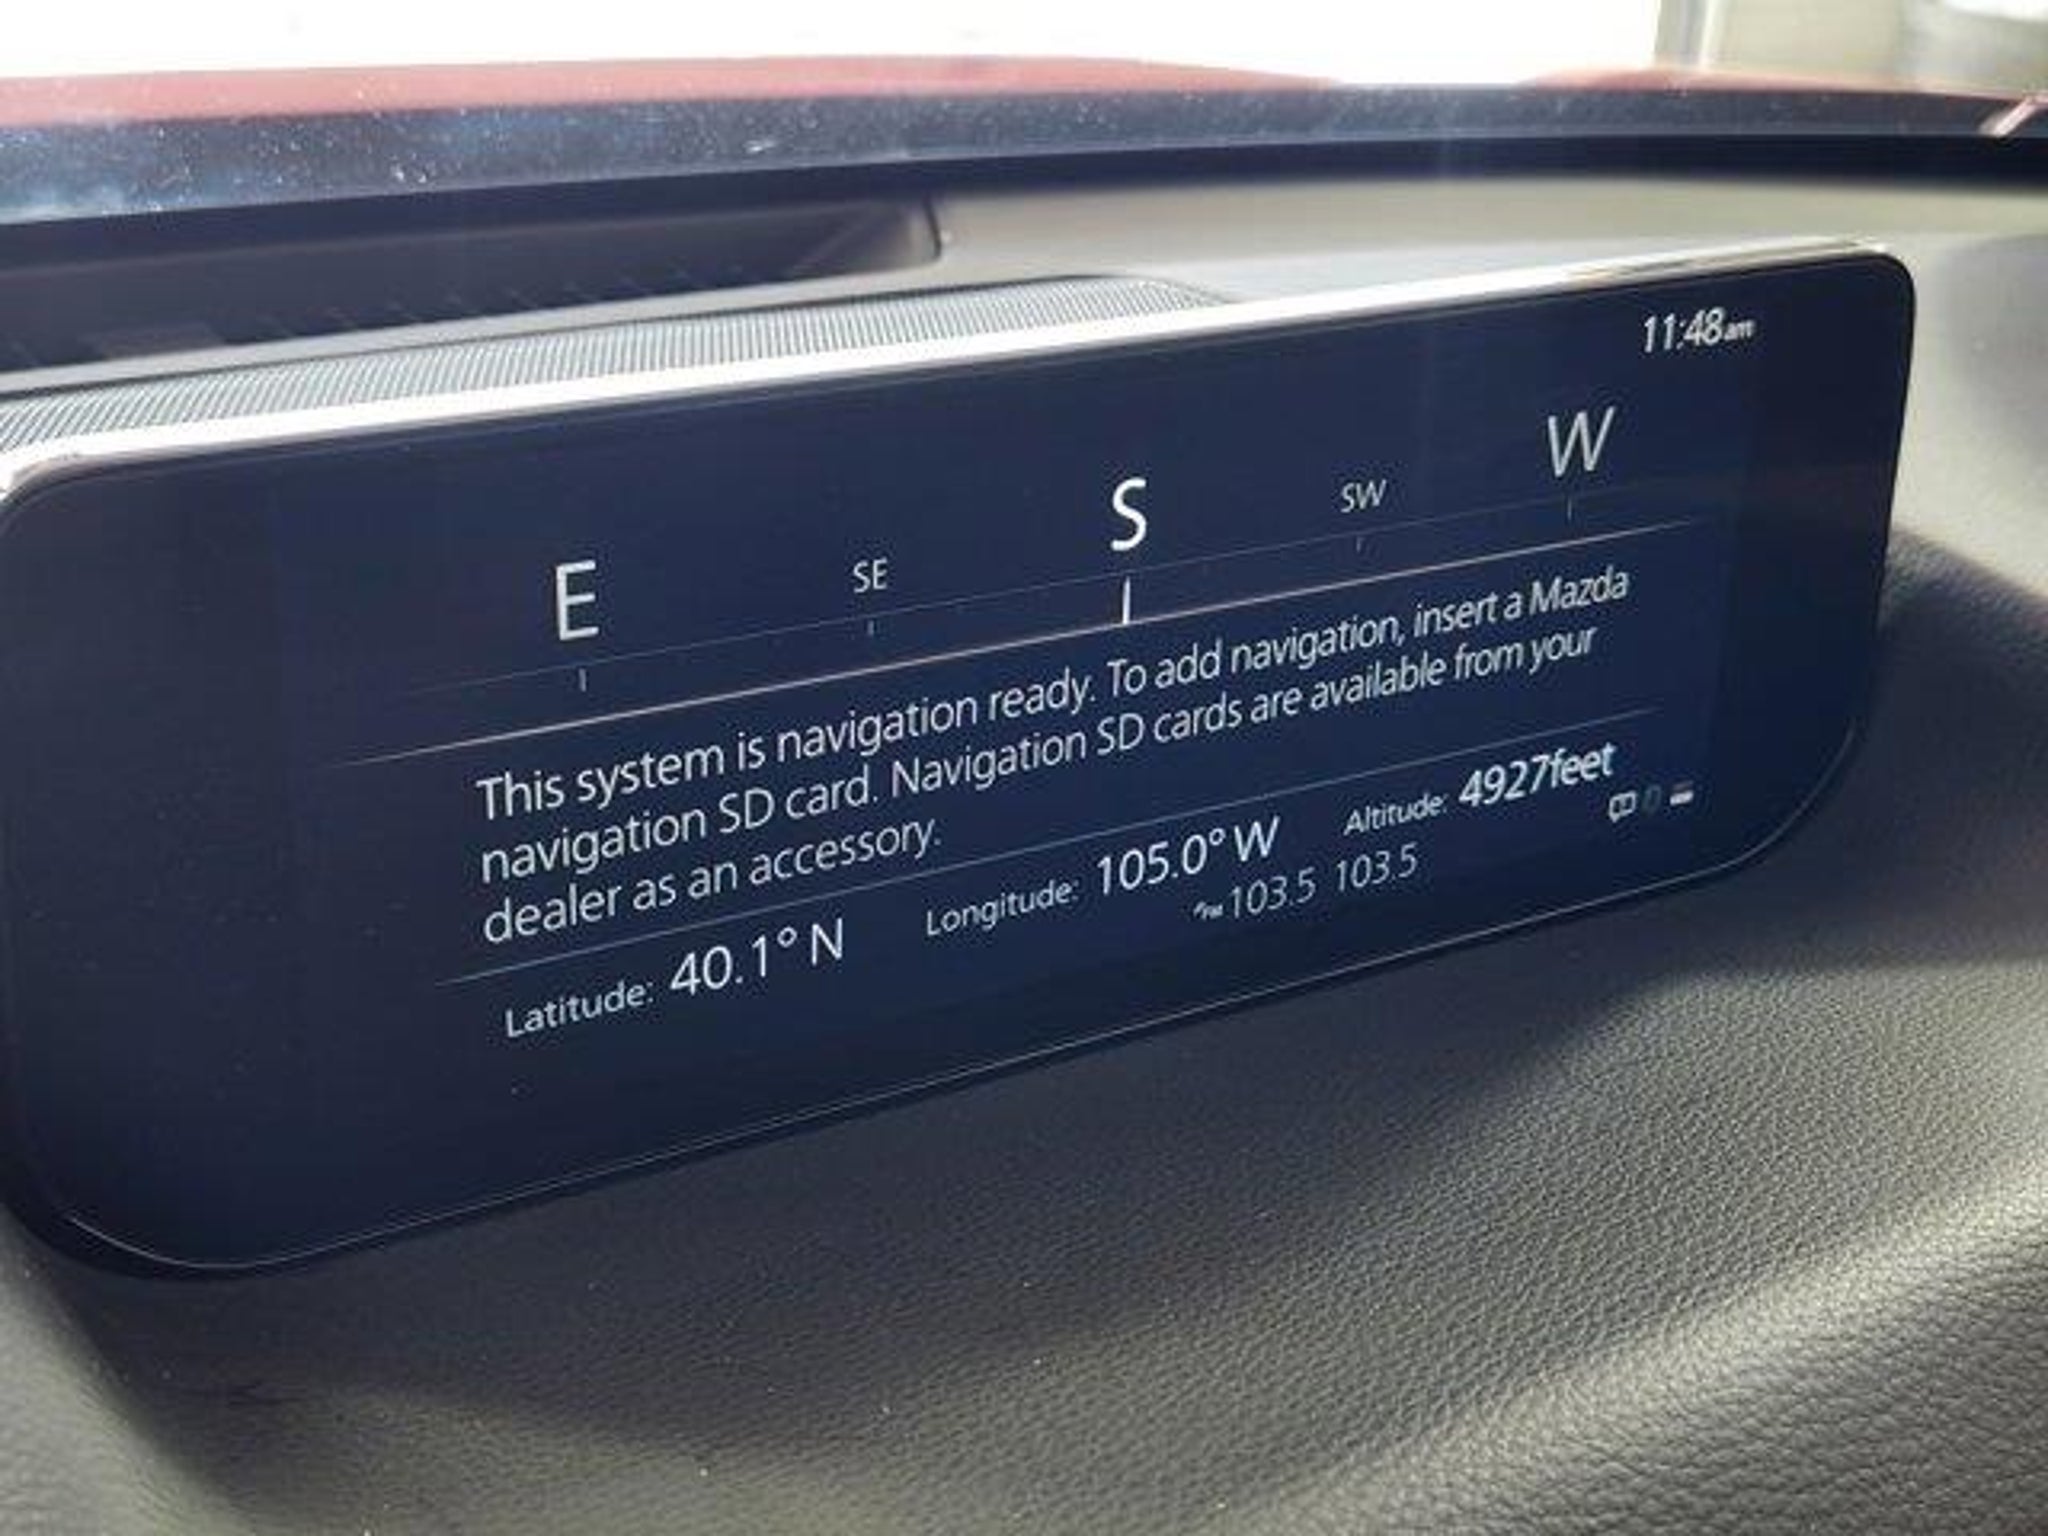 11:48am
E SE S SW W
This system is navigation ready. To add navigation, insert a Mazda
navigation SD card. Navigation SD cards are available from your
dealer as an accessory.
Latitude: 40.1° N Longitude: 105.0° W Altitude: 4927feet
FM 103.5 103.5